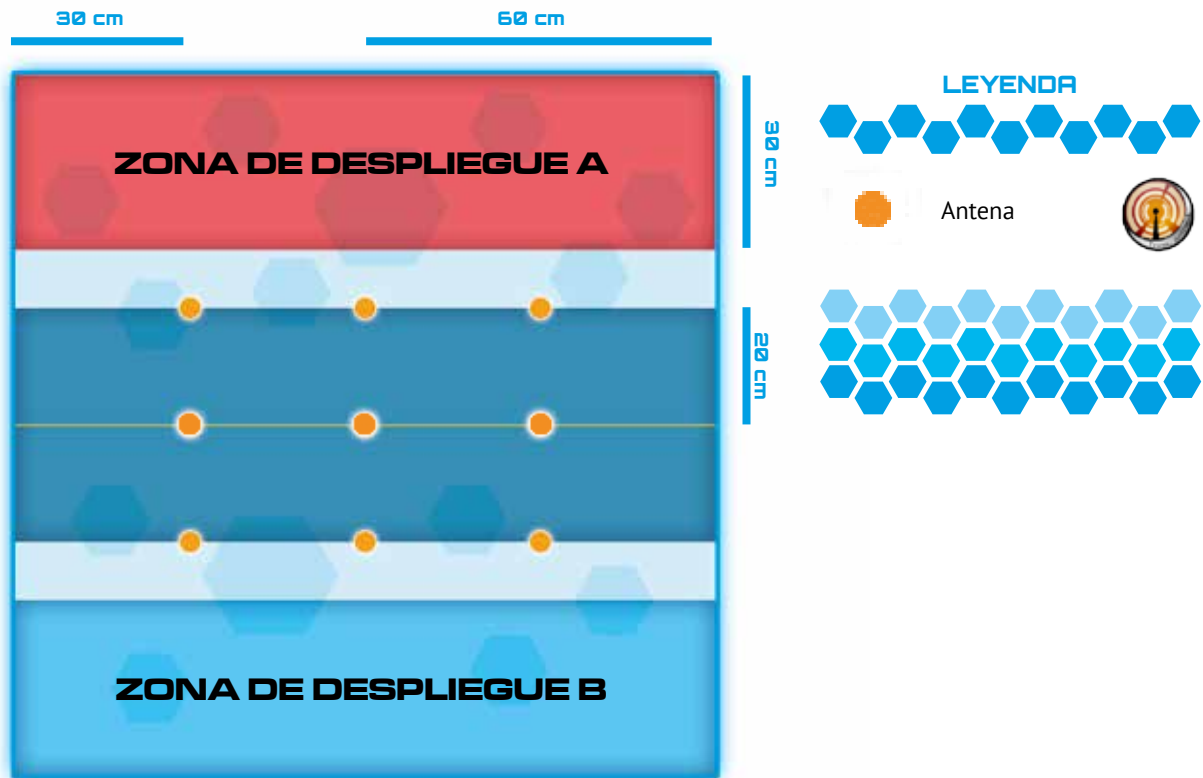 30 cm
60 cm
ZONA DE DESPLIEGUE A
30 cm
LEYENDA
Antena
20 cm
ZONA DE DESPLIEGUE B